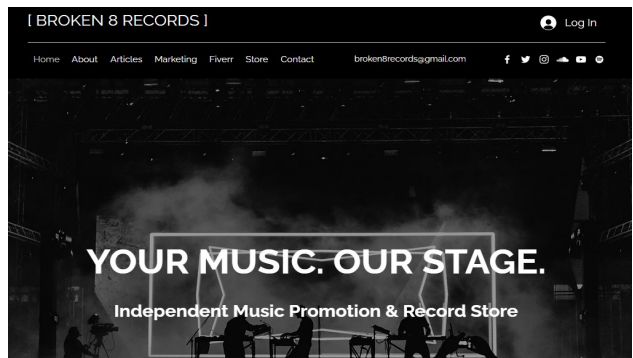 [ BROKEN 8 RECORDS ]
Log In
Home About Articles Marketing Fiverr Store Contact broken8records@gmail.com
YOUR MUSIC. OUR STAGE.
Independent Music Promotion & Record Store